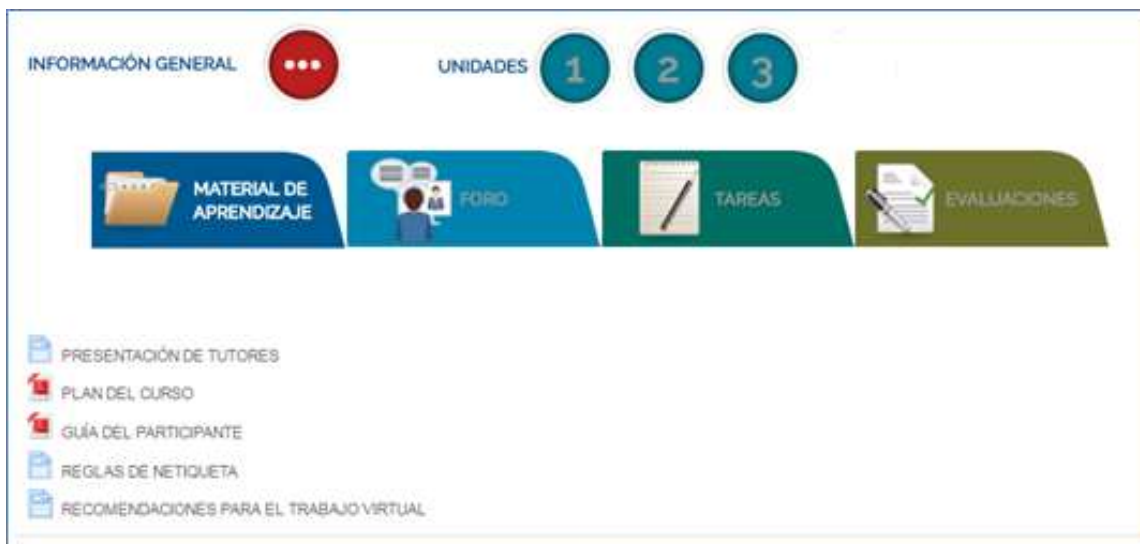 INFORMACIÓN GENERAL
UNIDADES 1 2 3
MATERIAL DE
APRENDIZAJE
FORO
TAREAS
EVALUACIONES
PRESENTACIÓN DE TUTORES
PLAN DEL CURSO
GUÍA DEL PARTICIPANTE
REGLAS DE NETIQUETA
RECOMENDACIONES PARA EL TRABAJO VIRTUAL